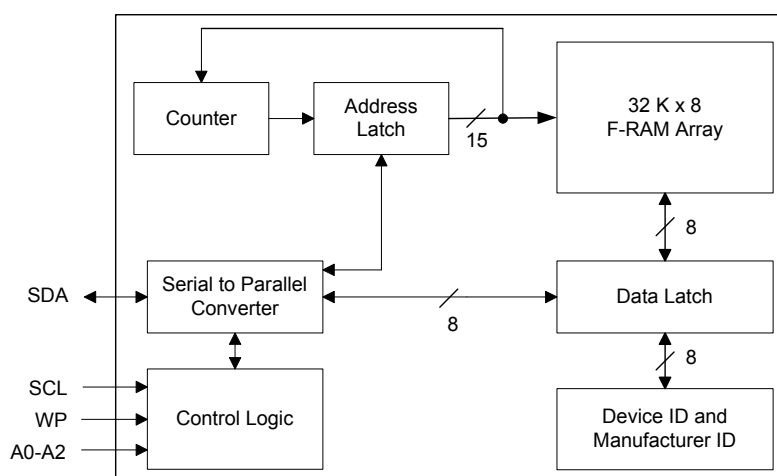 Counter
Address
Latch
15
32 K x 8
F-RAM Array
8
SDA
Serial to Parallel
Converter
8
Data Latch
8
SCL
WP
A0-A2
Control Logic
Device ID and
Manufacturer ID